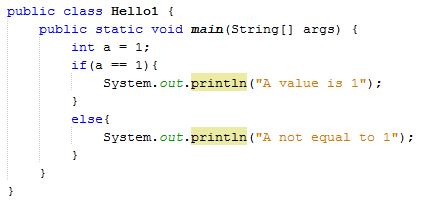 public class Hello1 {
    public static void main(String[] args) {
        int a = 1;
        if(a == 1){
            System.out.println("A value is 1");
        }
        else{
            System.out.println("A not equal to 1");
        }
    }
}